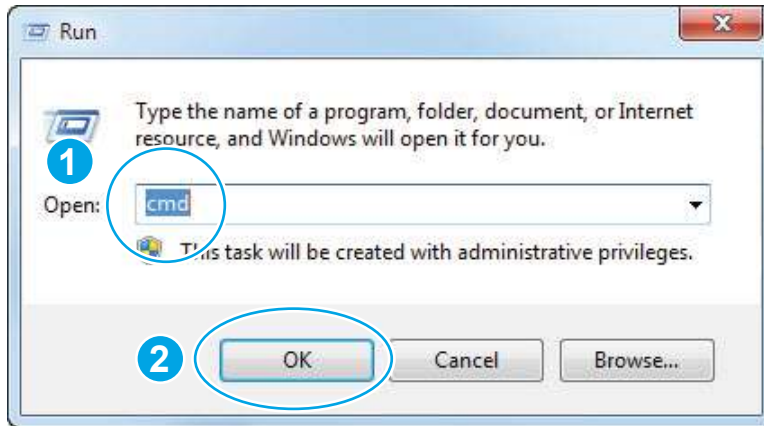 Run
Type the name of a program, folder, document, or Internet
resource, and Windows will open it for you.
1
Open: cmd
This task will be created with administrative privileges.
2 OK Cancel Browse...